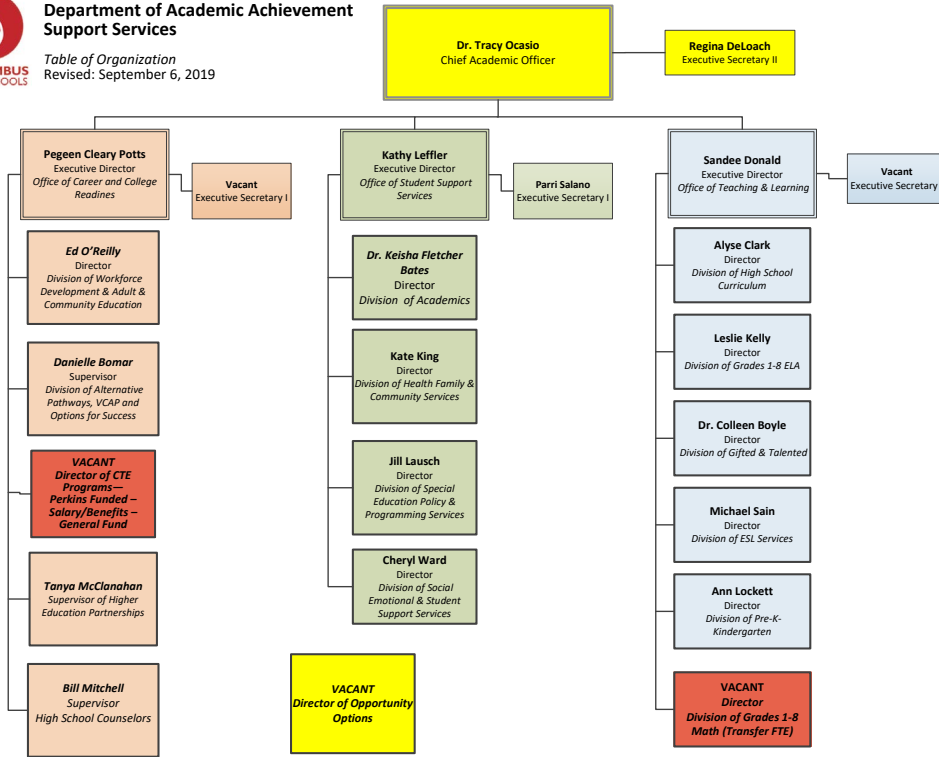 Department of Academic Achievement
Support Services
Table of Organization
Revised: September 6, 2019
Dr. Tracy Ocasio
Chief Academic Officer
Regina DeLoach
Executive Secretary II
Pegeen Cleary Potts
Executive Director
Office of Career and College
Readines
Vacant
Executive Secretary I
Kathy Leffler
Executive Director
Office of Student Support
Services
Parri Salano
Executive Secretary I
Sandee Donald
Executive Director
Office of Teaching & Learning
Vacant
Executive Secretary
Ed O'Reilly
Director
Division of Workforce
Development & Adult &
Community Education
Danielle Bomar
Supervisor
Division of Alternative
Pathways, VCAP and
Options for Success
VACANT
Director of CTE
Programs—
Perkins Funded –
Salary/Benefits –
General Fund
Tanya McClanahan
Supervisor of Higher
Education Partnerships
Bill Mitchell
Supervisor
High School Counselors
Dr. Keisha Fletcher
Bates
Director
Division of Academics
Kate King
Director
Division of Health Family &
Community Services
Jill Lausch
Director
Division of Special
Education Policy &
Programming Services
Cheryl Ward
Director
Division of Social
Emotional & Student
Support Services
VACANT
Director of Opportunity
Options
Alyse Clark
Director
Division of High School
Curriculum
Leslie Kelly
Director
Division of Grades 1-8 ELA
Dr. Colleen Boyle
Director
Division of Gifted & Talented
Michael Sain
Director
Division of ESL Services
Ann Lockett
Director
Division of Pre-K-
Kindergarten
VACANT
Director
Division of Grades 1-8
Math (Transfer FTE)